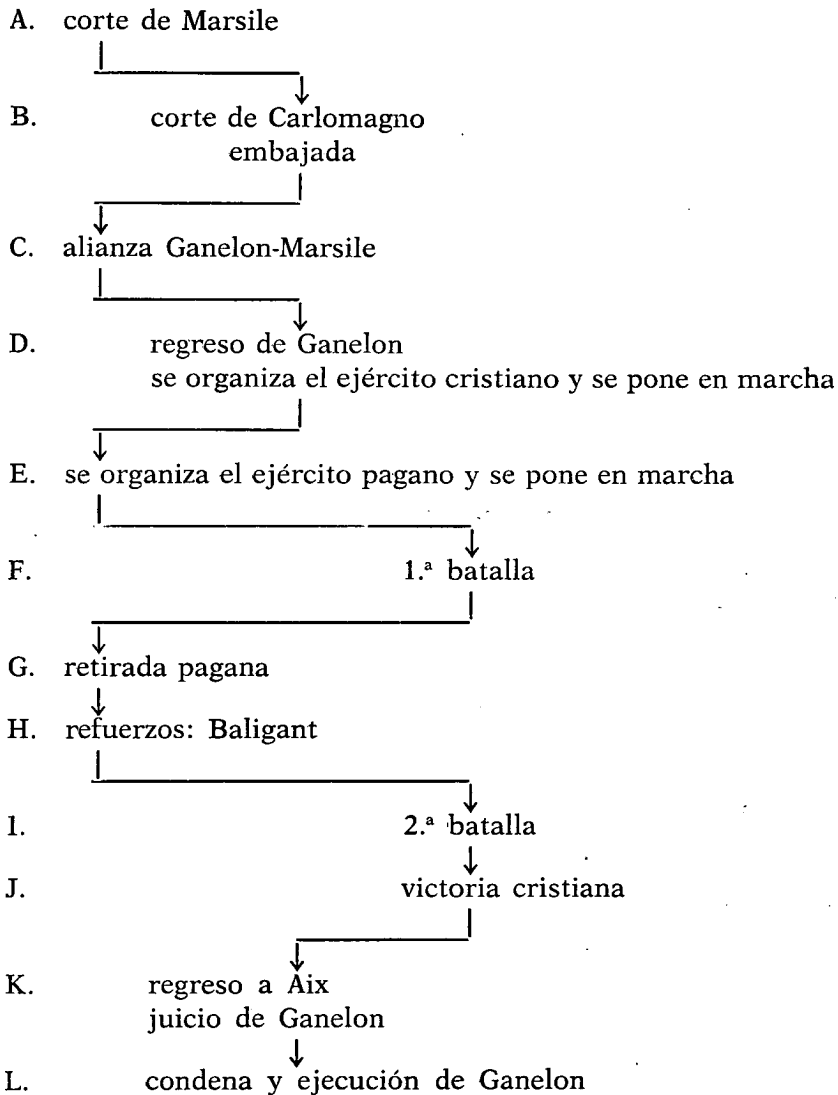 A. corte de Marsile
B. corte de Carlomagno
embajada
C. alianza Ganelon-Marsile
D. regreso de Ganelon
se organiza el ejército cristiano y se pone en marcha
E. se organiza el ejército pagano y se pone en marcha
F. 1.ª batalla
G. retirada pagana
H. refuerzos: Baligant
I. 2.ª batalla
J. victoria cristiana
K. regreso a Aix
juicio de Ganelon
L. condena y ejecución de Ganelon